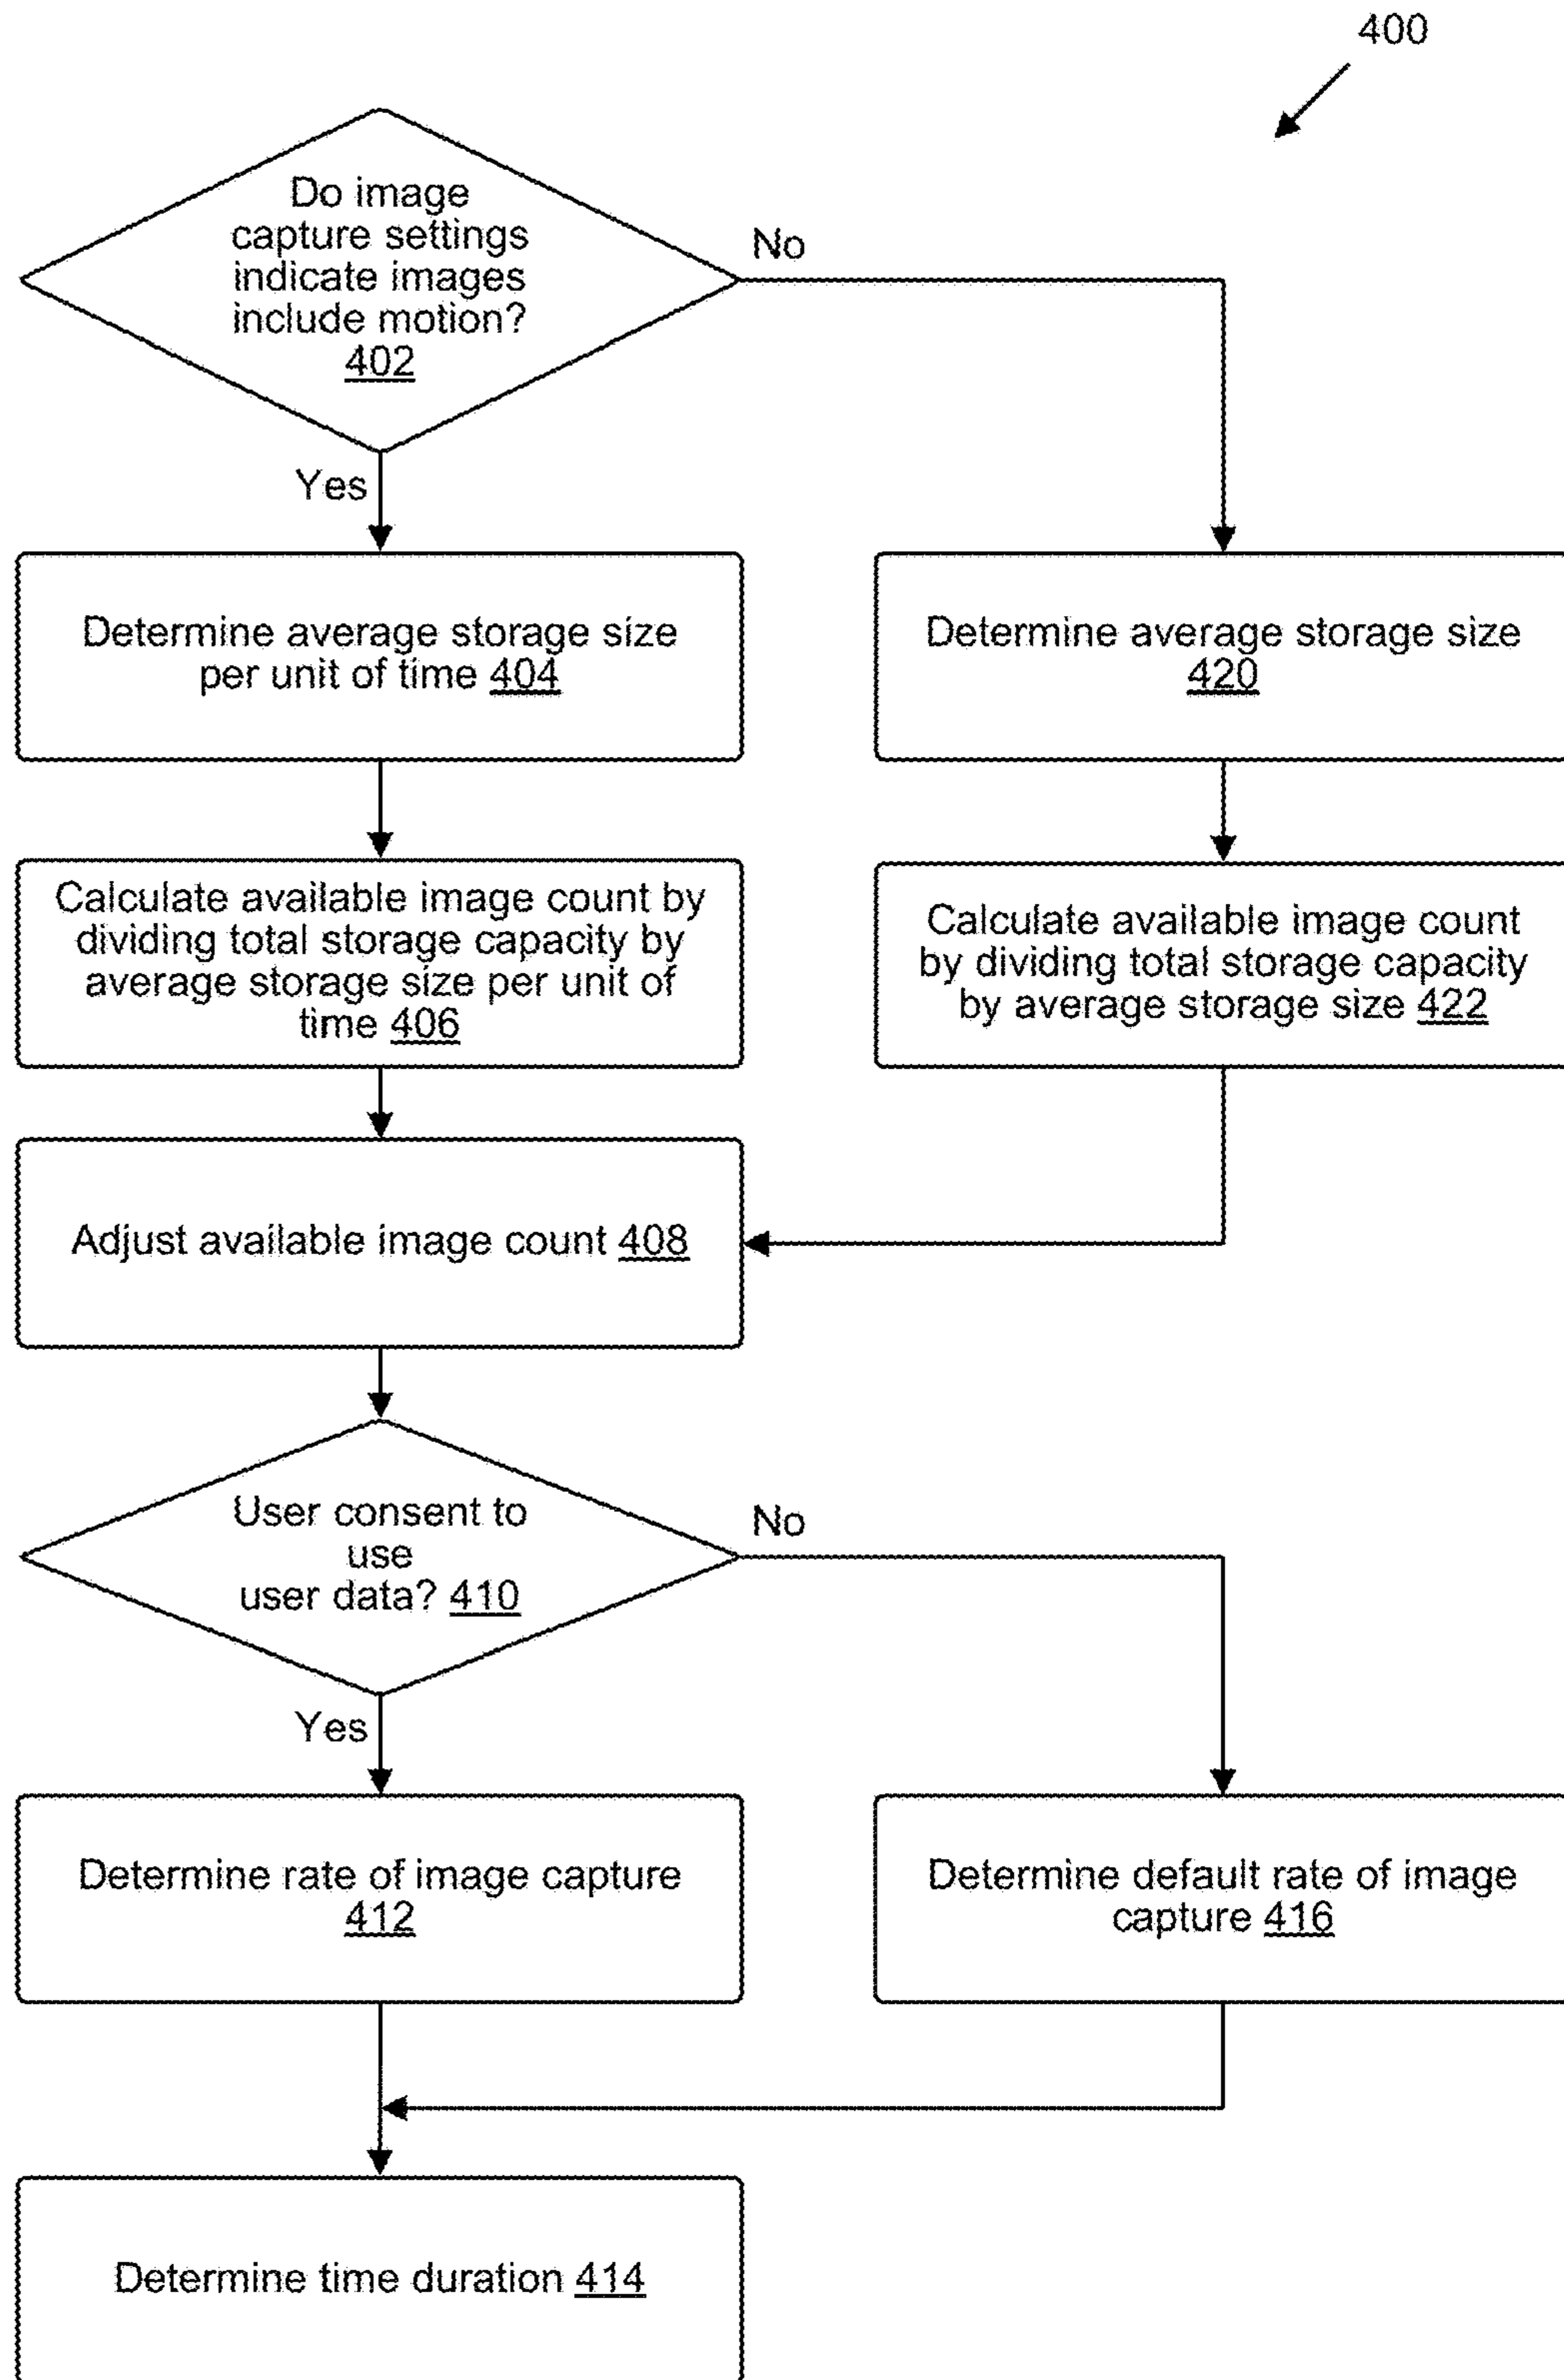 400
Do image
capture settings
indicate images
include motion?
402
No
Yes
Determine average storage size
per unit of time 404
Determine average storage size
420
Calculate available image count by
dividing total storage capacity by
average storage size per unit of
time 406
Calculate available image count
by dividing total storage capacity
by average storage size 422
Adjust available image count 408
User consent to
use
user data? 410
No
Yes
Determine rate of image capture
412
Determine default rate of image
capture 416
Determine time duration 414